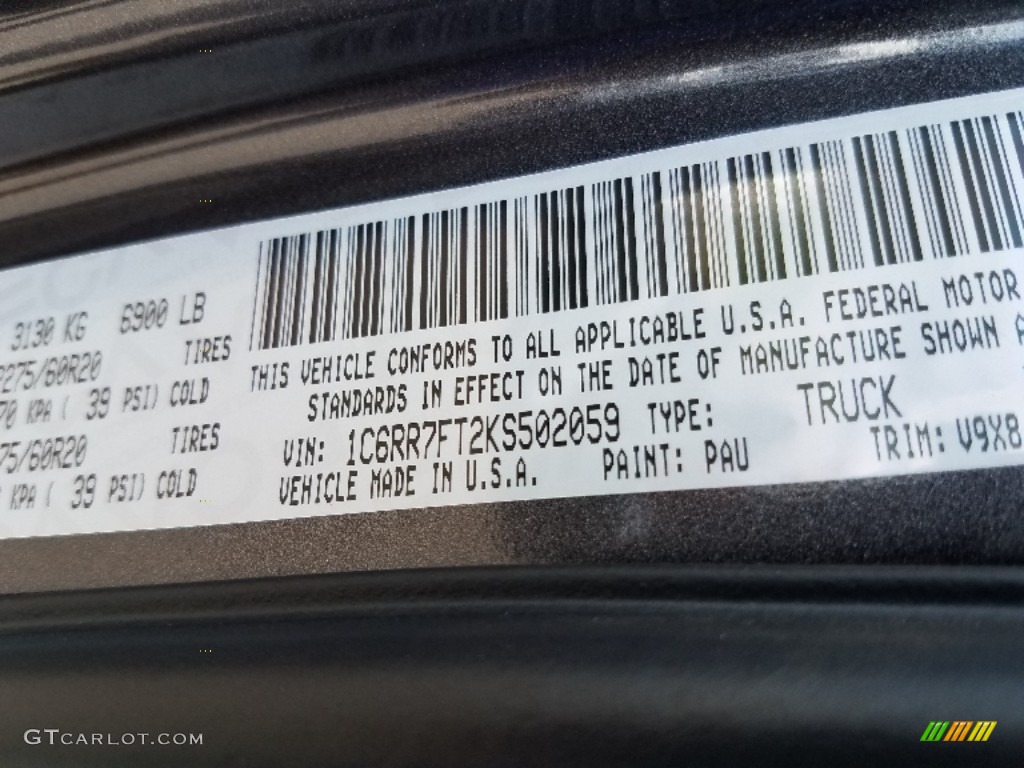 3130 KG 6900 LB
275/60R20 TIRES
70 KPA ( 39 PSI) COLD
75/60R20 TIRES
KPA ( 39 PSI) COLD
THIS VEHICLE CONFORMS TO ALL APPLICABLE U.S.A. FEDERAL MOTOR
STANDARDS IN EFFECT ON THE DATE OF MANUFACTURE SHOWN A
VIN: 1C6RR7FT2KS502059 TYPE: TRUCK
VEHICLE MADE IN U.S.A. PAINT: PAU TRIM: V9X8
GTCARLOT.COM